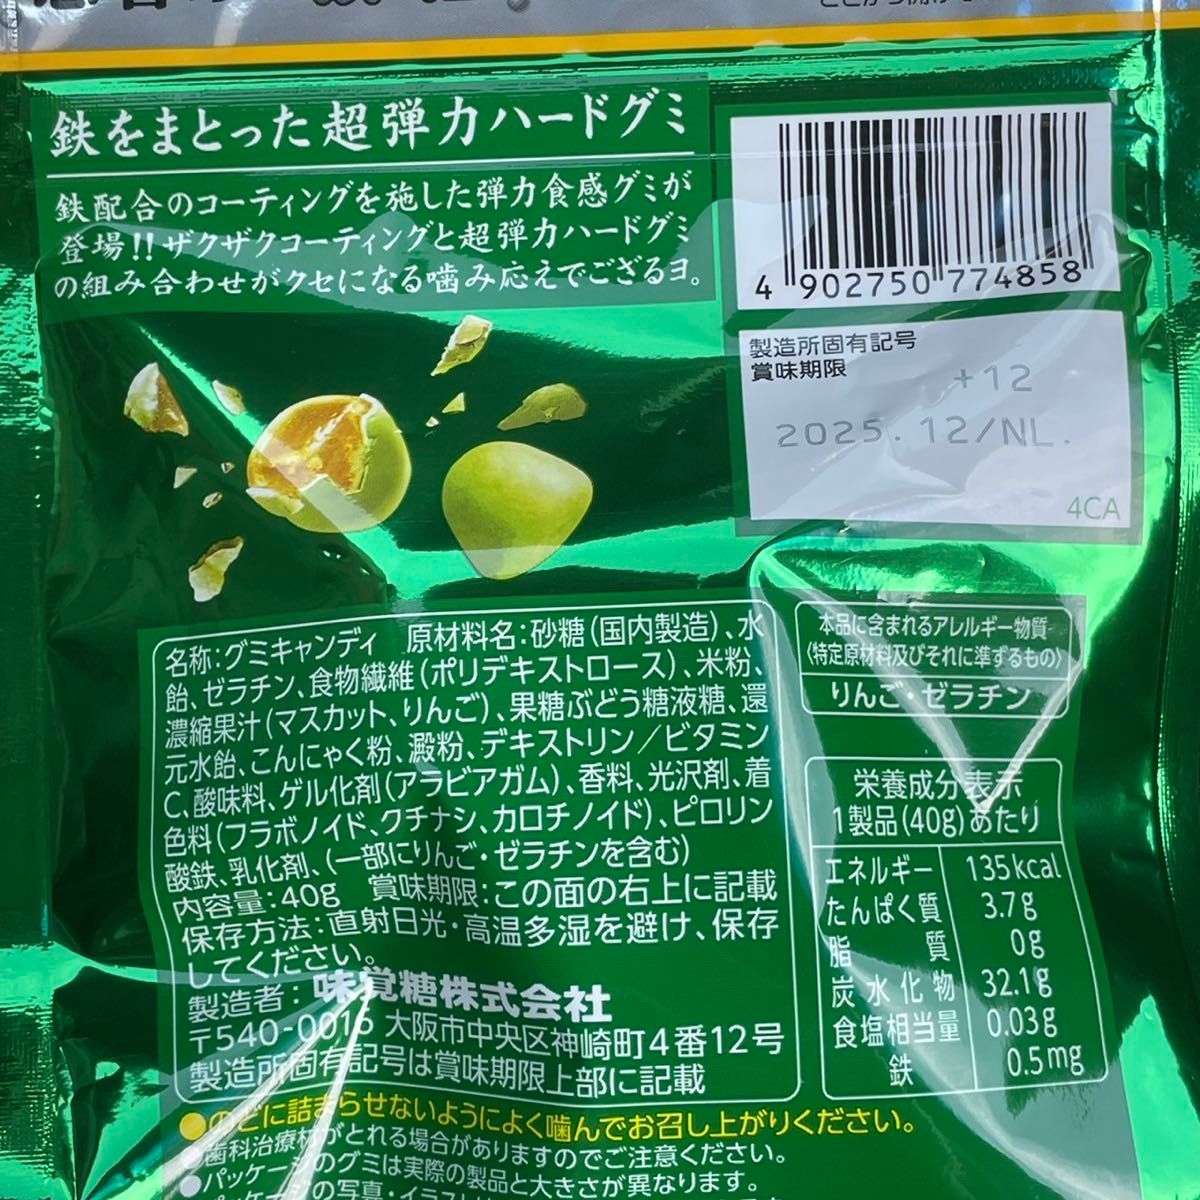 鉄をまとった超弾力ハードグミ
鉄配合のコーティングを施した弾力食感グミが
登場!!ザクザクコーティングと超弾力ハードグミ
の組み合わせがクセになる噛み応えでござるヨ。
4 902750 774858
製造所固有記号
賞味期限
+12
2025.12/NL.
4CA
名称:グミキャンディ 原材料名:砂糖(国内製造)、水
飴、ゼラチン、食物繊維(ポリデキストロース)、米粉、
濃縮果汁(マスカット、りんご)、果糖ぶどう糖液糖、還
元水飴、こんにゃく粉、澱粉、デキストリン/ビタミン
C、酸味料、ゲル化剤(アラビアガム)、香料、光沢剤、着
色料(フラボノイド、クチナシ、カロチノイド)、ピロリン
酸鉄、乳化剤、(一部にりんご・ゼラチンを含む)
内容量:40g 賞味期限:この面の右上に記載
保存方法:直射日光・高温多湿を避け、保存
してください。
製造者:味覚糖株式会社
〒540-0016 大阪市中央区神崎町4番12号
製造所固有記号は賞味期限上部に記載
本品に含まれるアレルギー物質
〈特定原材料及びそれに準ずるもの〉
りんご・ゼラチン
栄養成分表示
1製品(40g)あたり
エネルギー 135kcal
たんぱく質 3.7g
脂質 0g
炭水化物 32.1g
食塩相当量 0.03g
鉄 0.5mg
●のどに詰まらせないようによく噛んでお召し上がりください。
●歯科治療材がとれる場合がありますのでご注意ください。
●パッケージのグミは実際の製品と大きさが異なります。